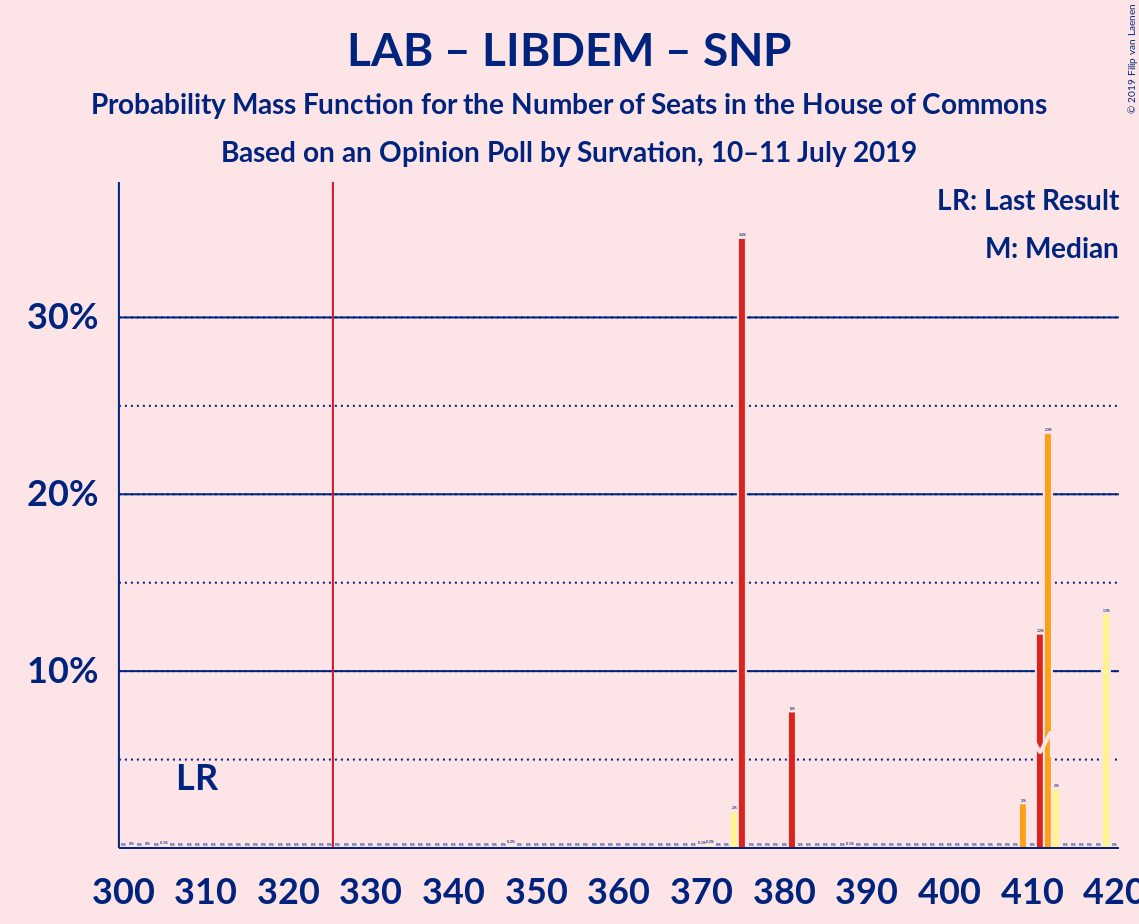 LAB – LIBDEM – SNP
Probability Mass Function for the Number of Seats in the House of Commons
Based on an Opinion Poll by Survation, 10–11 July 2019
© 2019 Filip van Laenen
LR: Last Result
M: Median
30%
20%
10%
LR
300 310 320 330 340 350 360 370 380 390 400 410 420